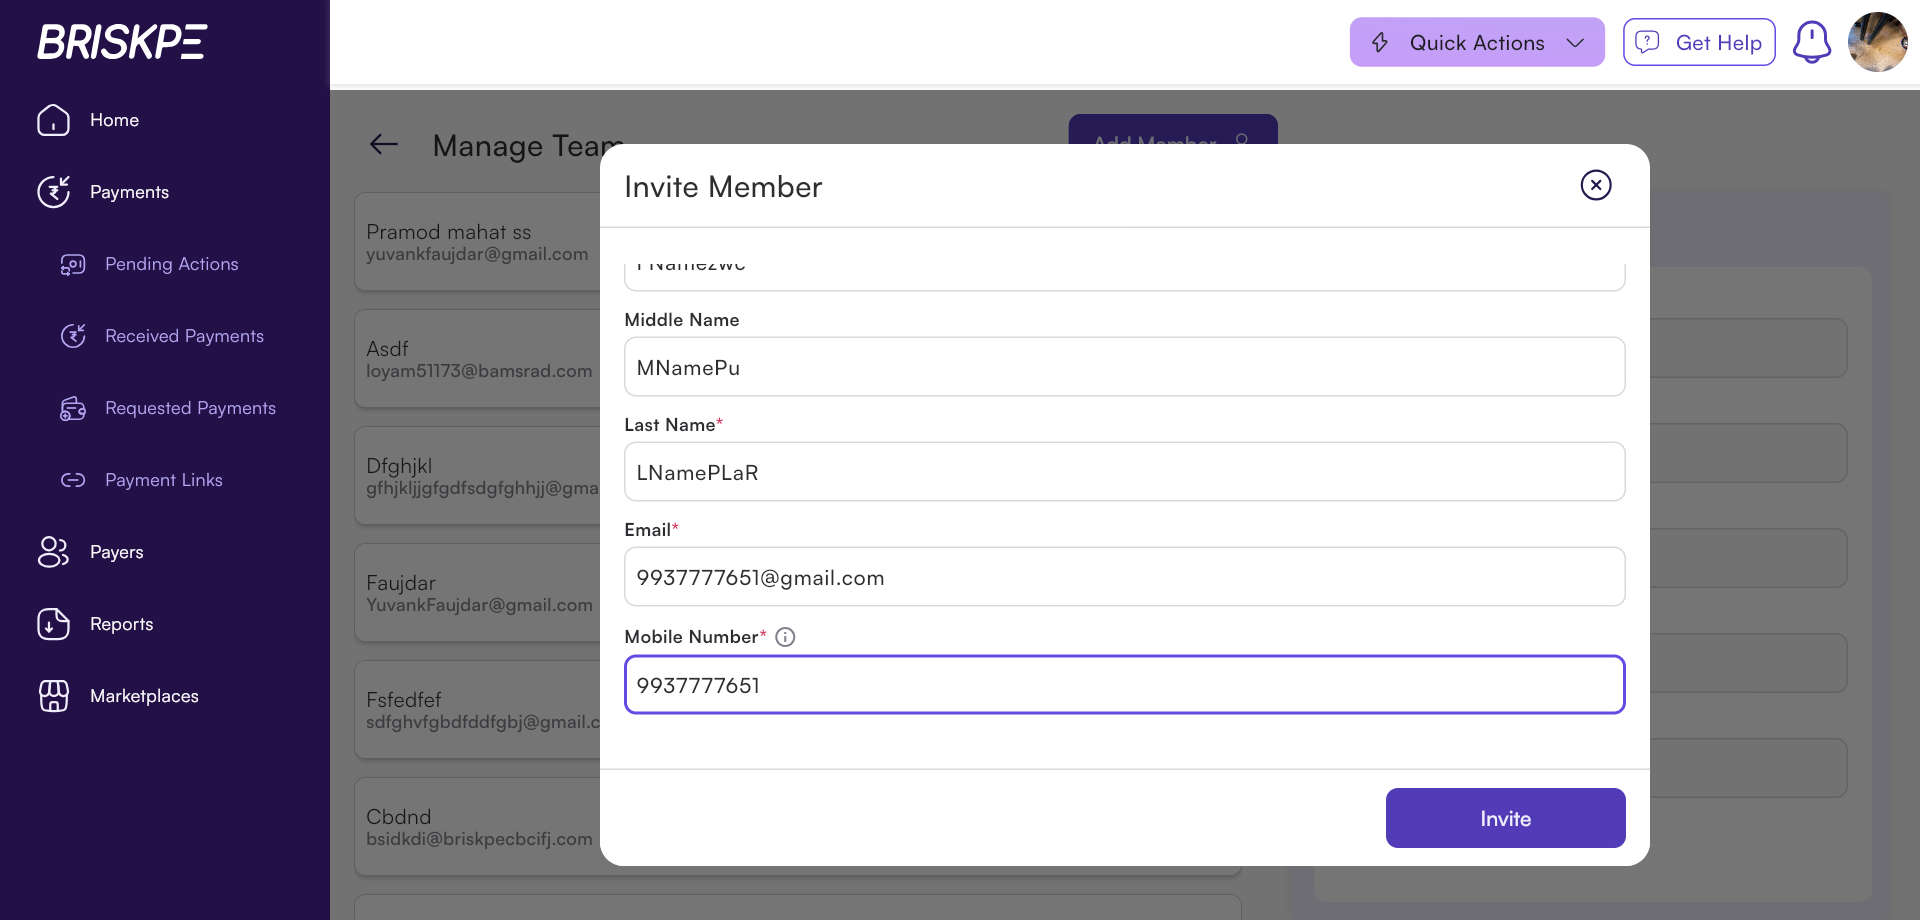 BRISKPE
Quick Actions
Get Help
Home
Payments
Pending Actions
Received Payments
Requested Payments
Payment Links
Payers
Reports
Marketplaces
Manage Team
Add Member
Pramod mahat ss
yuvankfaujdar@gmail.com
Asdf
loyam51173@bamsrad.com
Dfghjkl
gfhjkljjgfgdfsdgfghhjj@gma
Faujdar
YuvankFaujdar@gmail.com
Fsfedfef
sdfghvfgbdfddfgbj@gmail.c
Cbdnd
bsidkdi@briskpecbcifj.com
Invite Member
FNamezwc
Middle Name
MNamePu
Last Name*
LNamePLaR
Email*
9937777651@gmail.com
Mobile Number*
9937777651
Invite